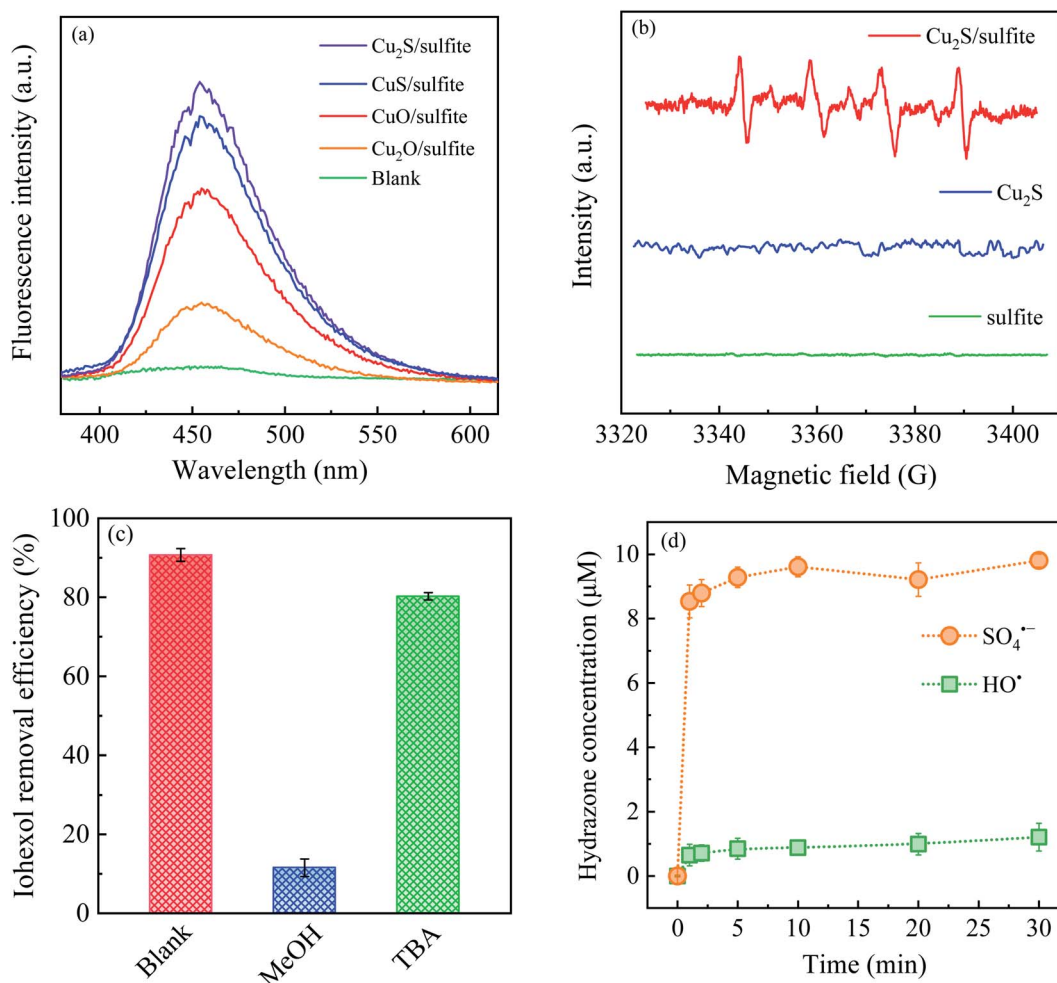 (a)
Cu₂S/sulfite
CuS/sulfite
CuO/sulfite
Cu₂O/sulfite
Blank
Fluorescence intensity (a.u.)
400 450 500 550 600
Wavelength (nm)
(b)
Cu₂S/sulfite
Cu₂S
sulfite
Intensity (a.u.)
3320 3340 3360 3380 3400
Magnetic field (G)
(c)
Iohexol removal efficiency (%)
100
80
60
40
20
0
Blank MeOH TBA
(d)
Hydrazone concentration (μM)
10
8
6
4
2
0
SO₄•−
HO•
0 5 10 15 20 25 30
Time (min)